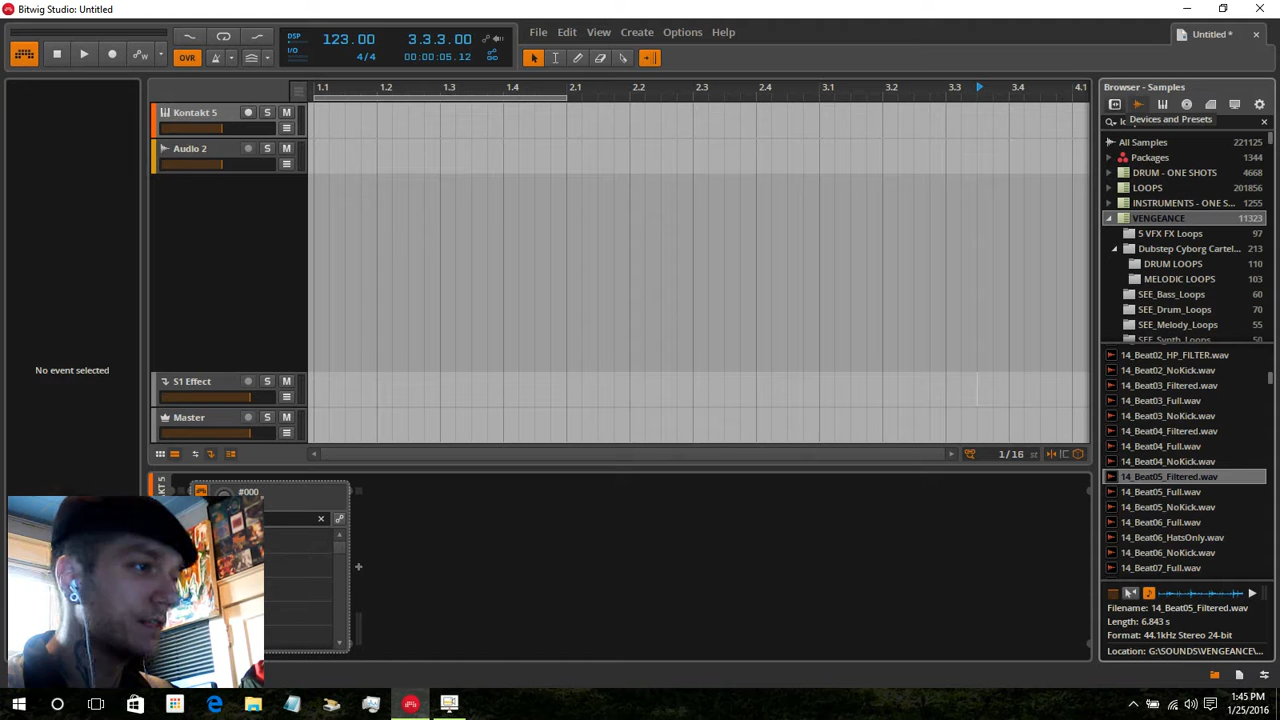 Bitwig Studio: Untitled
OVR
DSP
I/O
123.00
4/4
3.3.3.00
00:00:05.12
File Edit View Create Options Help
Untitled *
1.1 1.2 1.3 1.4 2.1 2.2 2.3 2.4 3.1 3.2 3.3 3.4 4.1
Kontakt 5 S M
Audio 2 S M
S1 Effect S M
Master S M
No event selected
1/16 st
KT 5
#000
Browser - Samples
Devices and Presets
All Samples 221125
Packages 1344
DRUM - ONE SHOTS 4668
LOOPS 201856
INSTRUMENTS - ONE S... 1255
VENGEANCE 11323
5 VFX FX Loops 97
Dubstep Cyborg Cartel... 213
DRUM LOOPS 110
MELODIC LOOPS 103
SEE_Bass_Loops 60
SEE_Drum_Loops 70
SEE_Melody_Loops 55
SEE_Synth_Loops 50
14_Beat02_HP_FILTER.wav
14_Beat02_NoKick.wav
14_Beat03_Filtered.wav
14_Beat03_Full.wav
14_Beat03_NoKick.wav
14_Beat04_Filtered.wav
14_Beat04_Full.wav
14_Beat04_NoKick.wav
14_Beat05_Filtered.wav
14_Beat05_Full.wav
14_Beat05_NoKick.wav
14_Beat06_Full.wav
14_Beat06_HatsOnly.wav
14_Beat06_NoKick.wav
14_Beat07_Full.wav
Filename: 14_Beat05_Filtered.wav
Length: 6.843 s
Format: 44.1kHz Stereo 24-bit
Location: G:\SOUNDS\VENGEANCE\...
1:45 PM
1/25/2016